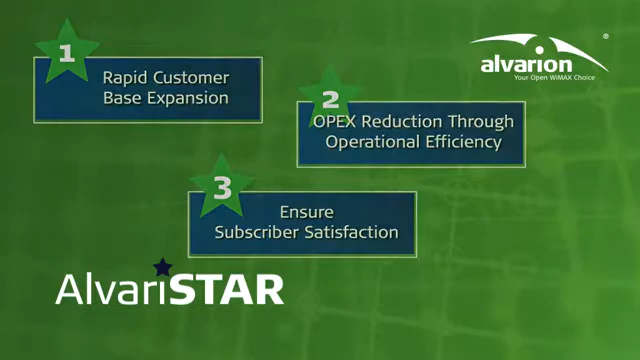 1
Rapid Customer
Base Expansion
alvarion ®
Your Open WiMAX Choice
2
OPEX Reduction Through
Operational Efficiency
3
Ensure
Subscriber Satisfaction
AlvariSTAR